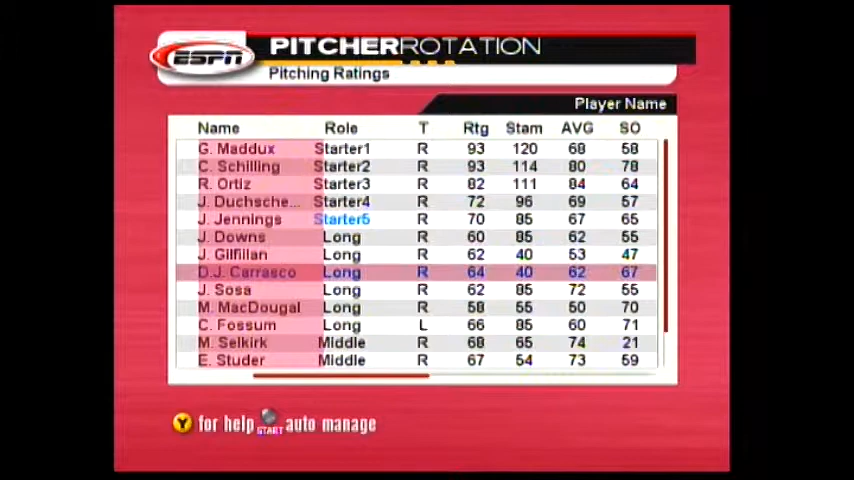 ESPN
PITCHERROTATION
Pitching Ratings
Player Name
Name Role T Rtg Stam AVG SO
G. Maddux Starter1 R 93 120 68 58
C. Schilling Starter2 R 93 114 80 78
R. Ortiz Starter3 R 82 111 84 64
J. Duchsche... Starter4 R 72 96 69 57
J. Jennings Starter5 R 70 85 67 65
J. Downs Long R 60 85 62 55
J. Gilfillan Long R 62 40 53 47
D.J. Carrasco Long R 64 40 62 67
J. Sosa Long R 62 85 72 55
M. MacDougal Long R 58 55 50 70
C. Fossum Long L 66 85 60 71
M. Selkirk Middle R 68 65 74 21
E. Studer Middle R 67 54 73 59
Y for help START auto manage